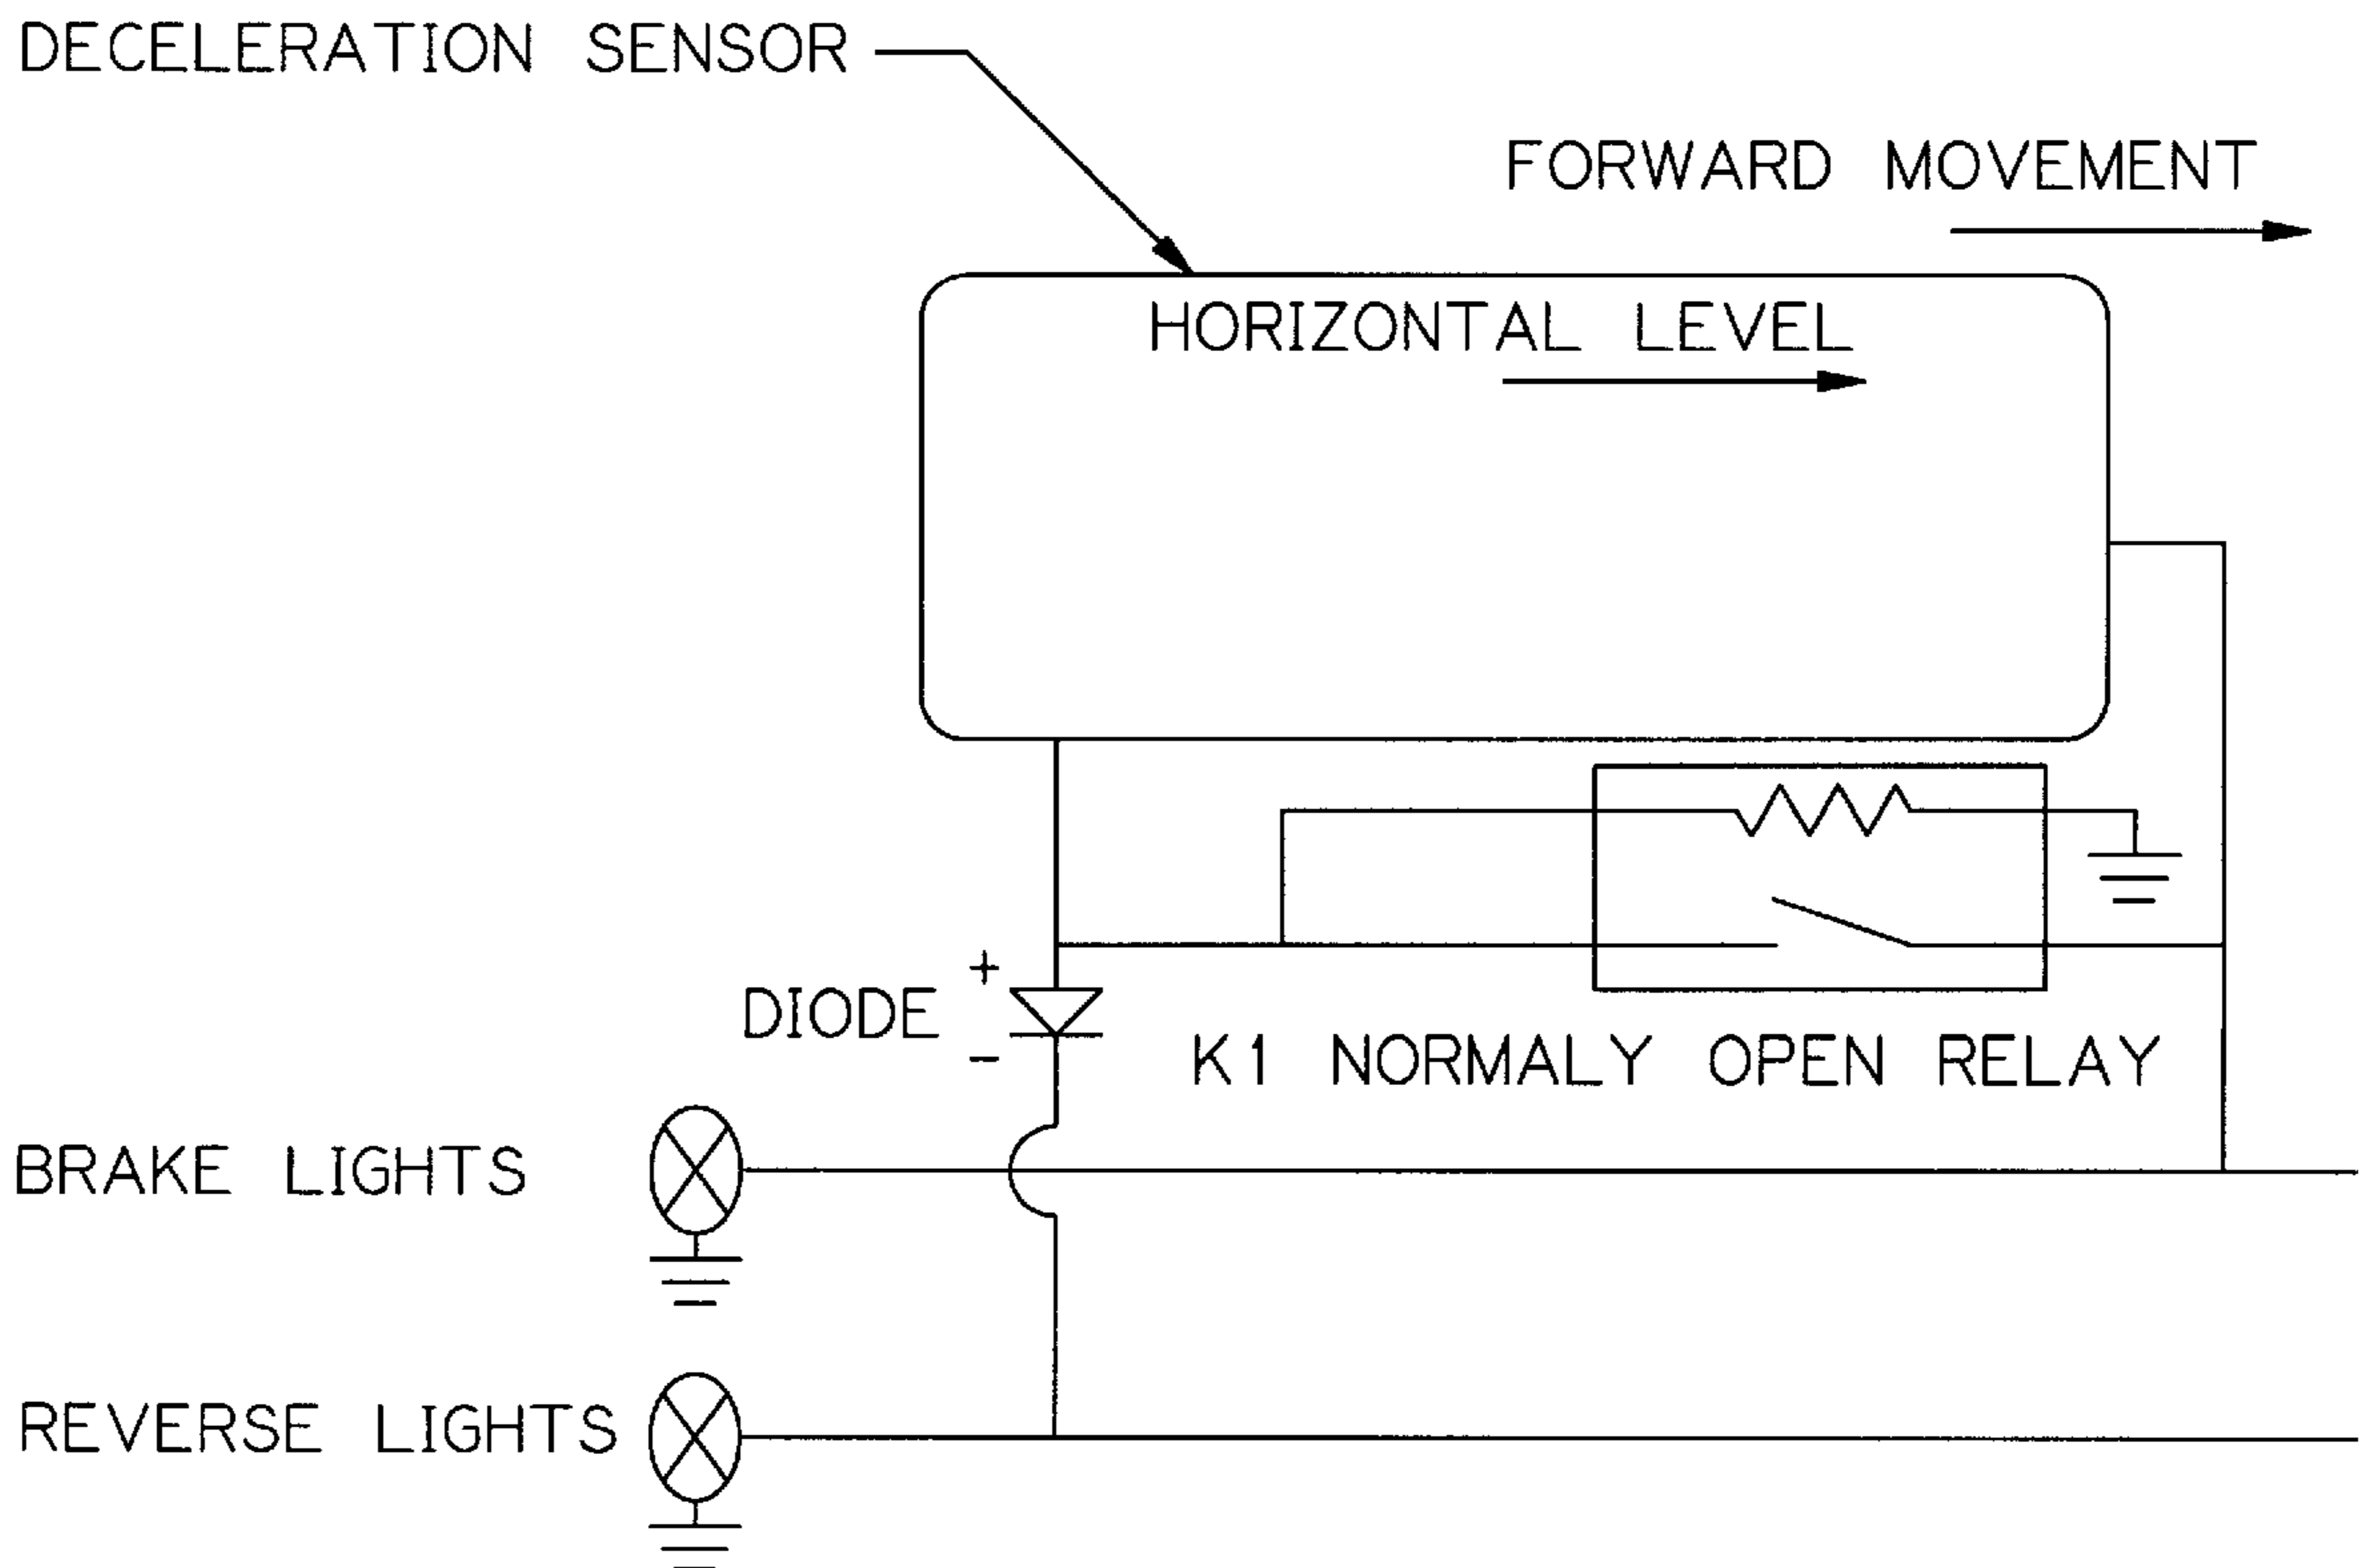 DECELERATION SENSOR
FORWARD MOVEMENT
HORIZONTAL LEVEL
+
DIODE
-
K1 NORMALY OPEN RELAY
BRAKE LIGHTS
REVERSE LIGHTS